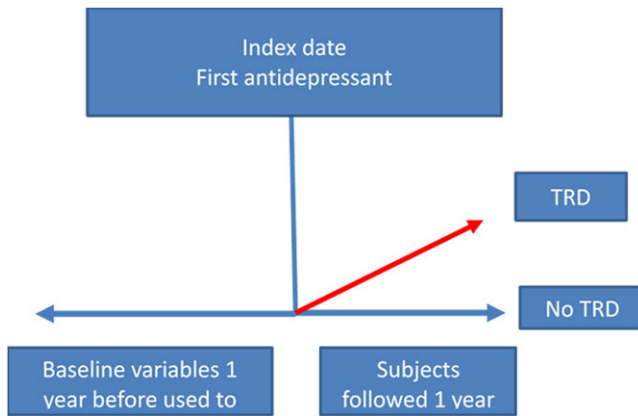 Index date
First antidepressant
TRD
No TRD
Baseline variables 1
year before used to
Subjects
followed 1 year